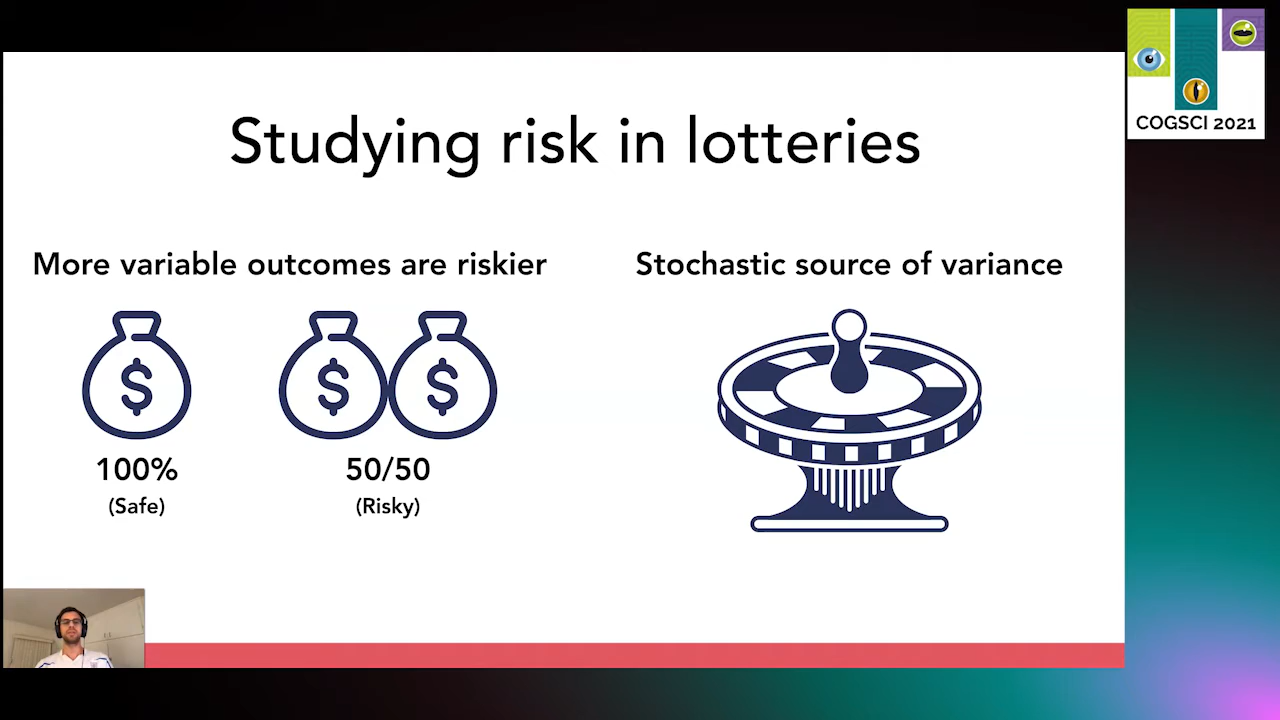 Studying risk in lotteries
More variable outcomes are riskier
$
$
$
100%
(Safe)
50/50
(Risky)
Stochastic source of variance
COGSCI 2021